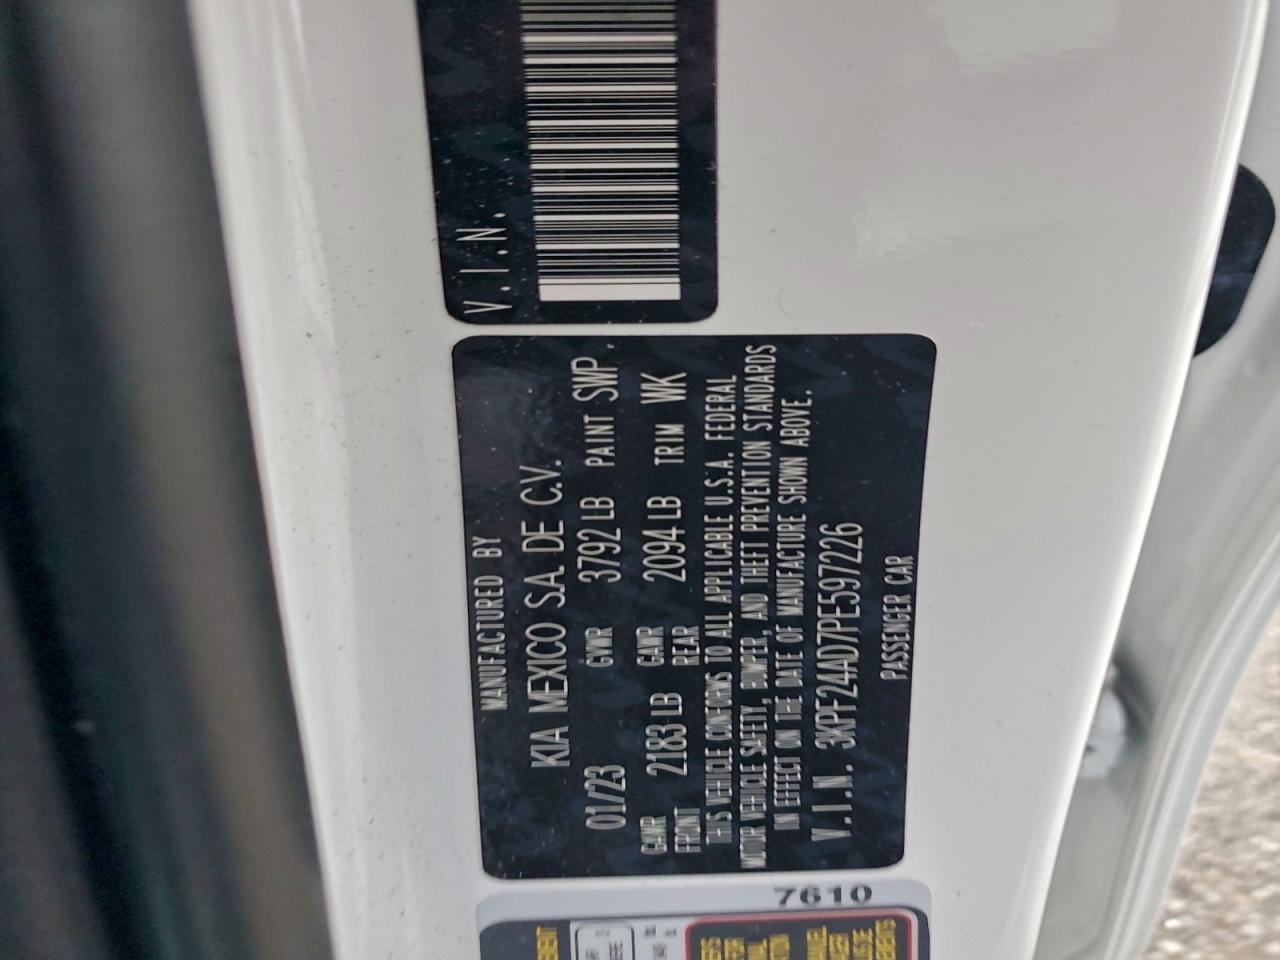 V.I.N.
MANUFACTURED BY
KIA MEXICO S.A. DE C.V.
01/23 GVWR 3792 LB PAINT SWP
GAWR FRONT 2183 LB GAWR REAR 2094 LB TRIM WK
THIS VEHICLE CONFORMS TO ALL APPLICABLE U.S.A. FEDERAL
MOTOR VEHICLE SAFETY, BUMPER, AND THEFT PREVENTION STANDARDS
IN EFFECT ON THE DATE OF MANUFACTURE SHOWN ABOVE.
V.I.N. 3KPF24AD7PE597226
PASSENGER CAR
7610